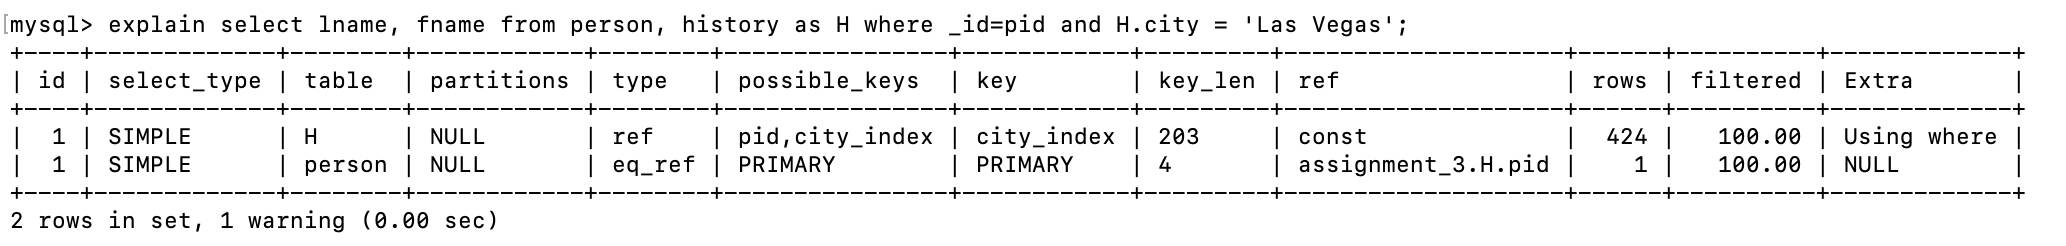 [mysql> explain select lname, fname from person, history as H where _id=pid and H.city = 'Las Vegas';
+----+-------------+--------+------------+--------+----------------+------------+---------+----------------------+------+----------+-------------+
| id | select_type | table  | partitions | type   | possible_keys  | key        | key_len | ref                | rows | filtered | Extra       |
+----+-------------+--------+------------+--------+----------------+------------+---------+----------------------+------+----------+-------------+
|  1 | SIMPLE      | H      | NULL       | ref    | pid,city_index | city_index | 203     | const              |  424 |   100.00 | Using where |
|  1 | SIMPLE      | person | NULL       | eq_ref | PRIMARY        | PRIMARY    | 4       | assignment_3.H.pid |    1 |   100.00 | NULL        |
+----+-------------+--------+------------+--------+----------------+------------+---------+----------------------+------+----------+-------------+
2 rows in set, 1 warning (0.00 sec)